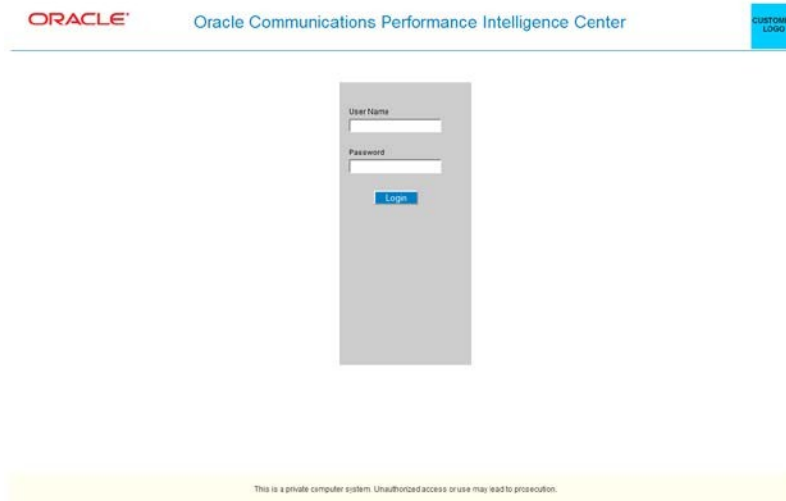 ORACLE
Oracle Communications Performance Intelligence Center
LOGO
User Name
Password
Login
This is a private computer system. Unauthorized access or use may lead to prosecution.